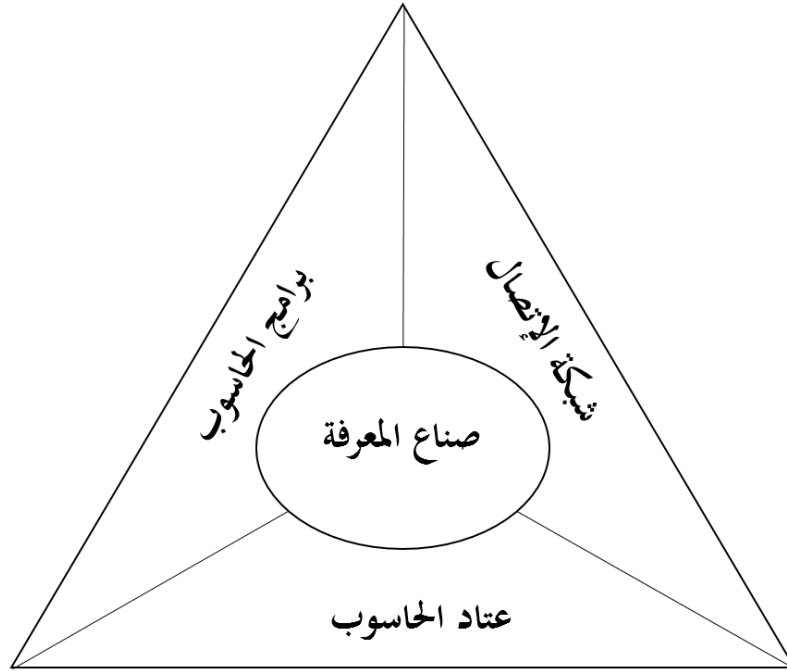 شبكة الإتصال
برامج الحاسوب
صناع المعرفة
عتاد الحاسوب